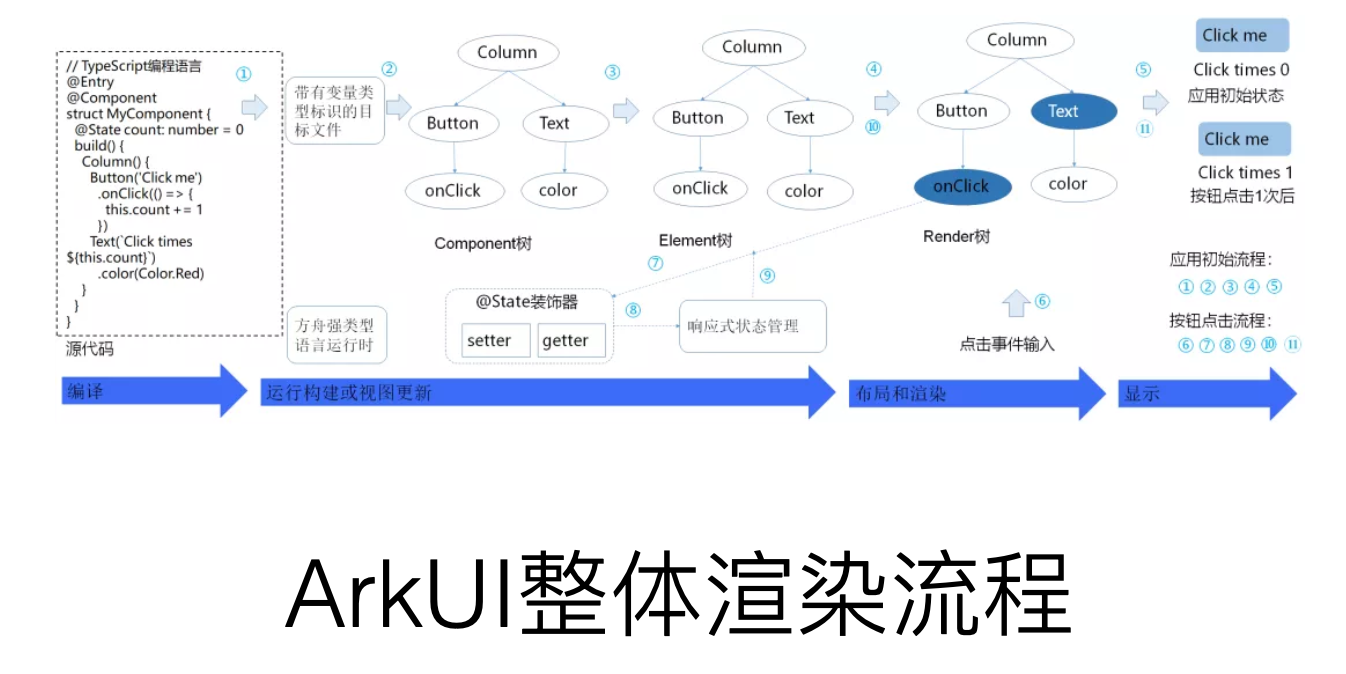 // TypeScript编程语言
@Entry
@Component
struct MyComponent {
@State count: number = 0
build() {
Column() {
Button('Click me')
.onClick(() => {
this.count += 1
})
Text(`Click times
${this.count}`)
.color(Color.Red)
}
}
}
源代码
①
带有变量类
型标识的目
标文件
方舟强类型
语言运行时
②
Column
Button
Text
onClick
color
Component树
③
Column
Button
Text
onClick
color
Element树
④
⑩
Column
Button
Text
onClick
color
Render树
⑤
⑪
Click me
Click times 0
应用初始状态
Click me
Click times 1
按钮点击1次后
⑦
⑨
@State装饰器
setter
getter
⑧
响应式状态管理
⑥
点击事件输入
应用初始流程：
① ② ③ ④ ⑤
按钮点击流程：
⑥ ⑦ ⑧ ⑨ ⑩ ⑪
编译
运行构建或视图更新
布局和渲染
显示
ArkUI整体渲染流程